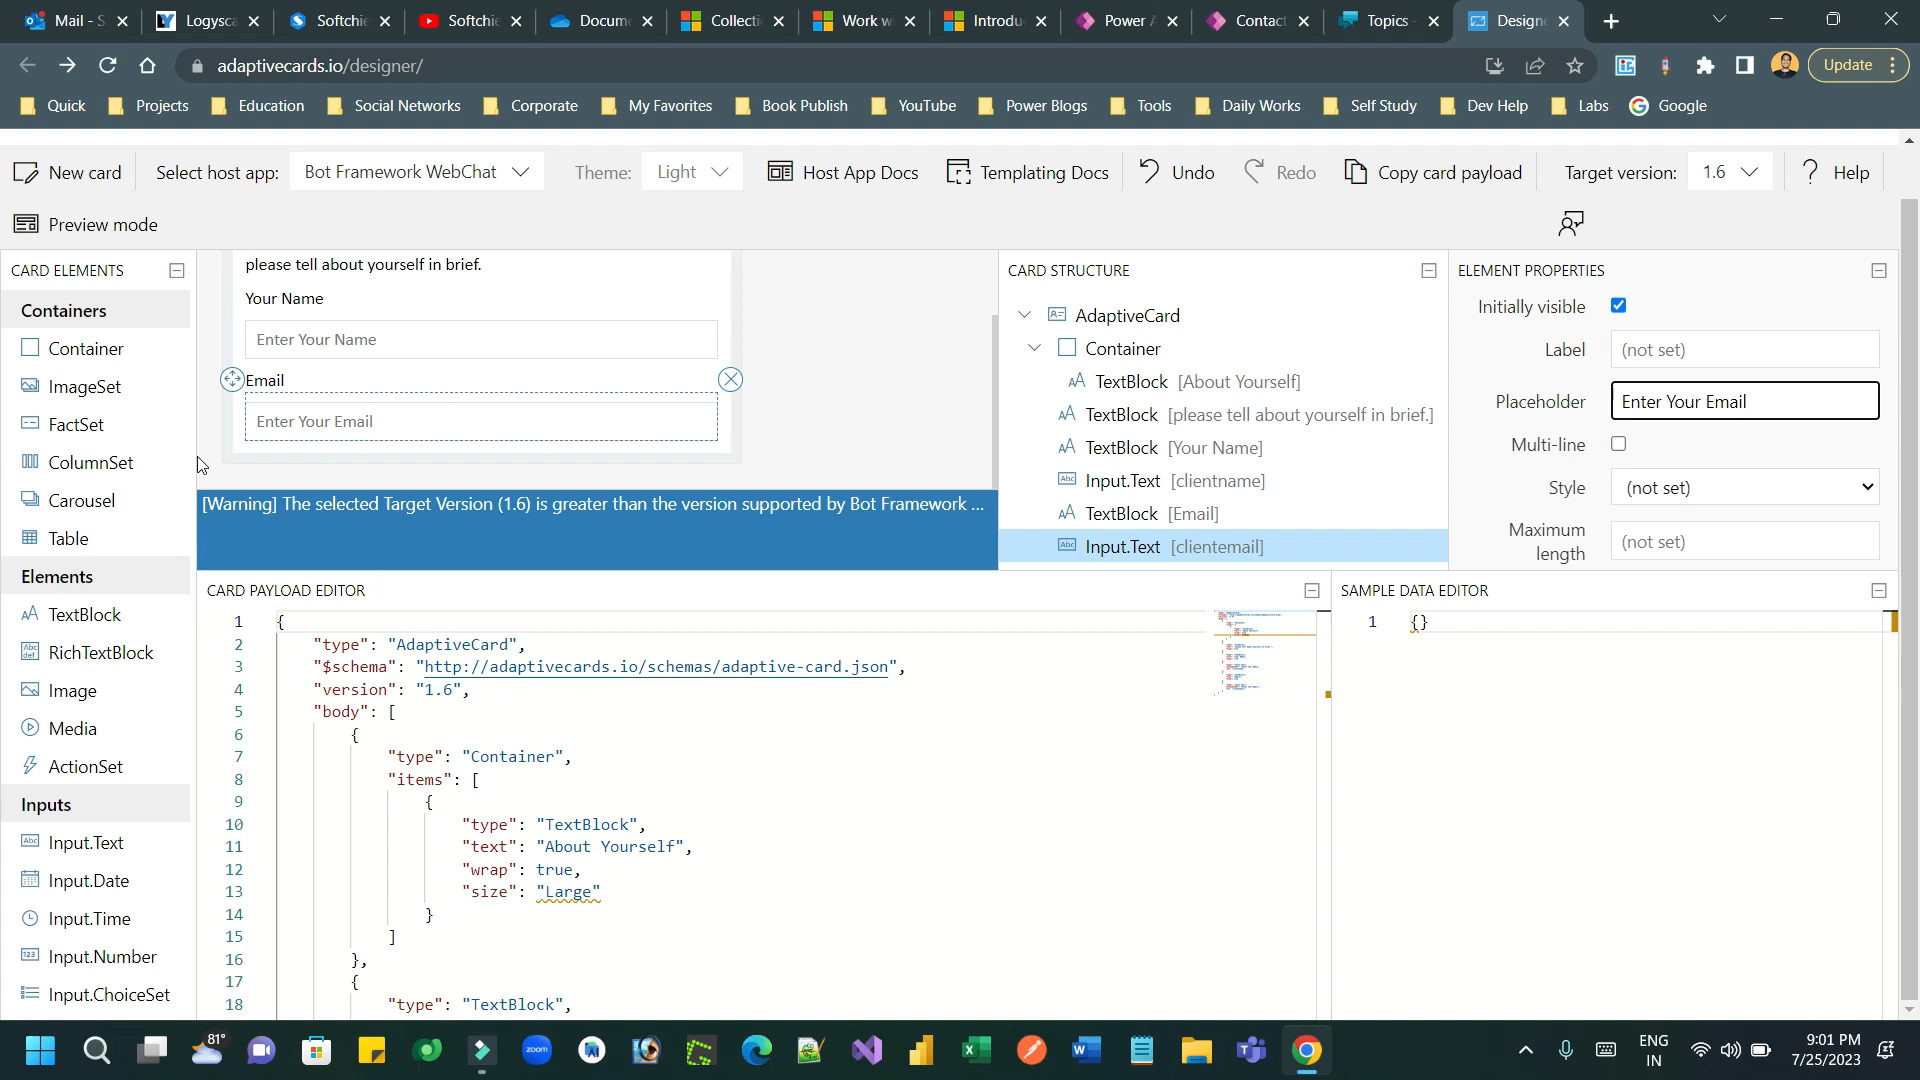 Mail - S
Logysca
Softchie
Softchie
Docum
Collecti
Work w
Introdu
Power A
Contact
Topics -
Designe
adaptivecards.io/designer/
Update
Quick
Projects
Education
Social Networks
Corporate
My Favorites
Book Publish
YouTube
Power Blogs
Tools
Daily Works
Self Study
Dev Help
Labs
Google
New card
Select host app:
Bot Framework WebChat
Theme:
Light
Host App Docs
Templating Docs
Undo
Redo
Copy card payload
Target version:
1.6
Help
Preview mode
CARD ELEMENTS
Containers
Container
ImageSet
FactSet
ColumnSet
Carousel
Table
Elements
TextBlock
RichTextBlock
Image
Media
ActionSet
Inputs
Input.Text
Input.Date
Input.Time
Input.Number
Input.ChoiceSet
please tell about yourself in brief.
Your Name
Enter Your Name
Email
Enter Your Email
[Warning] The selected Target Version (1.6) is greater than the version supported by Bot Framework ...
CARD STRUCTURE
AdaptiveCard
Container
TextBlock [About Yourself]
TextBlock [please tell about yourself in brief.]
TextBlock [Your Name]
Input.Text [clientname]
TextBlock [Email]
Input.Text [clientemail]
ELEMENT PROPERTIES
Initially visible
Label (not set)
Placeholder Enter Your Email
Multi-line
Style (not set)
Maximum
length
(not set)
CARD PAYLOAD EDITOR
1 {
2 "type": "AdaptiveCard",
3 "$schema": "http://adaptivecards.io/schemas/adaptive-card.json",
4 "version": "1.6",
5 "body": [
6 {
7 "type": "Container",
8 "items": [
9 {
10 "type": "TextBlock",
11 "text": "About Yourself",
12 "wrap": true,
13 "size": "Large"
14 }
15 ]
16 },
17 {
18 "type": "TextBlock",
SAMPLE DATA EDITOR
1 {}
81°
zoom
ENG
IN
9:01 PM
7/25/2023